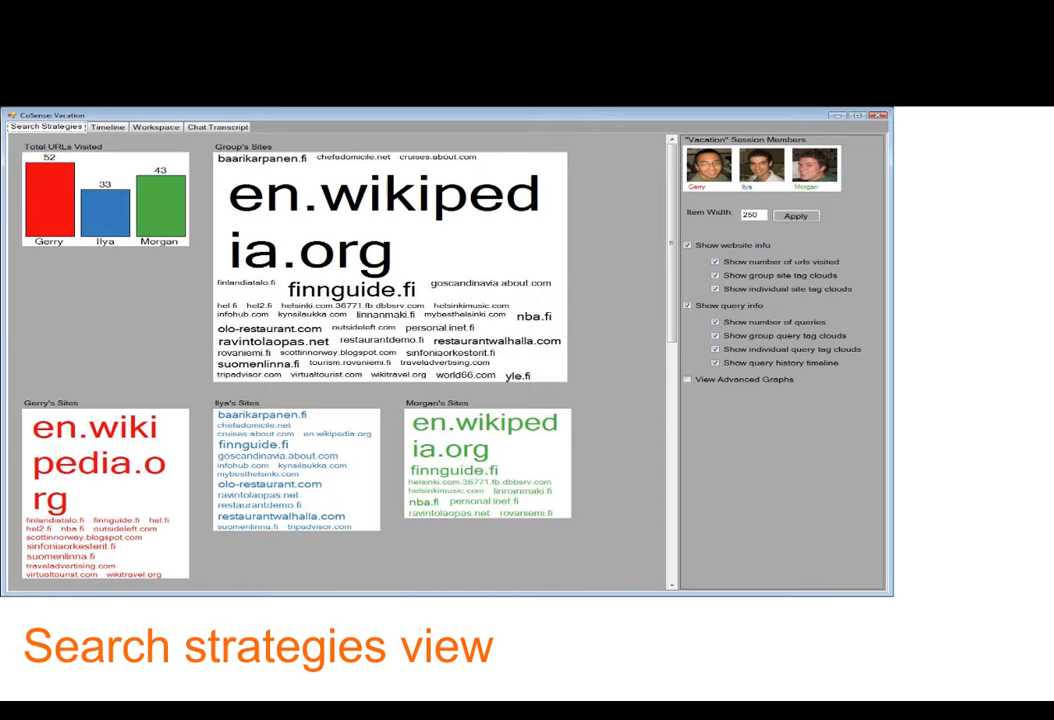 CoSense: Vacation
Search Strategies Timeline Workspace Chat Transcript
Total URLs Visited
52
33
43
Gerry Ilya Morgan
Group's Sites
baarikarpanen.fi chefadomicile.net cruises.about.com
en.wikiped
ia.org
finlandiatalo.fi finnguide.fi goscandinavia.about.com
hel.fi hel2.fi helsinki.com.36771.fb.dbbsrv.com helsinkimusic.com
infohub.com kynsilaukka.com linnanmaki.fi mybesthelsinki.com nba.fi
olo-restaurant.com outsideleft.com personal.inet.fi
ravintolaopas.net restaurantdemo.fi restaurantwalhalla.com
rovaniemi.fi scottinnorway.blogspot.com sinfoniaorkesterit.fi
suomenlinna.fi tourism.rovaniemi.fi traveladvertising.com
tripadvisor.com virtualtourist.com wikitravel.org world66.com yle.fi
Gerry's Sites
en.wiki
pedia.o
rg
finlandiatalo.fi finnguide.fi hel.fi
hel2.fi nba.fi outsideleft.com
scottinnorway.blogspot.com
sinfoniaorkesterit.fi
suomenlinna.fi
traveladvertising.com
virtualtourist.com wikitravel.org
Ilya's Sites
baarikarpanen.fi
chefadomicile.net
cruises.about.com en.wikipedia.org
finnguide.fi
goscandinavia.about.com
infohub.com kynsilaukka.com
mybesthelsinki.com
olo-restaurant.com
ravintolaopas.net
restaurantdemo.fi
restaurantwalhalla.com
suomenlinna.fi tripadvisor.com
Morgan's Sites
en.wikiped
ia.org
finnguide.fi
helsinki.com.36771.fb.dbbsrv.com
helsinkimusic.com linnanmaki.fi
nba.fi personal.inet.fi
ravintolaopas.net rovaniemi.fi
"Vacation" Session Members
Gerry Ilya Morgan
Item Width: 250 Apply
Show website info
Show number of urls visited
Show group site tag clouds
Show individual site tag clouds
Show query info
Show number of queries
Show group query tag clouds
Show individual query tag clouds
Show query history timeline
View Advanced Graphs
Search strategies view